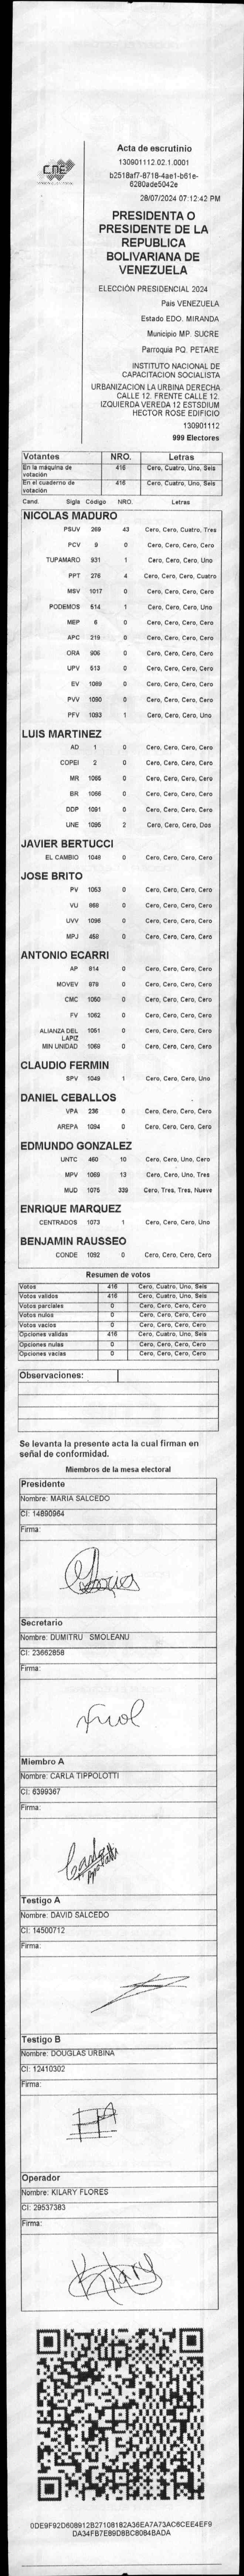 CNE
Acta de escrutinio
130901112.02.1.0001
b2518af7-8718-4ae1-b61e-
6280ade5042e
28/07/2024 07:12:42 PM
PRESIDENTA O
PRESIDENTE DE LA
REPUBLICA
BOLIVARIANA DE
VENEZUELA
ELECCIÓN PRESIDENCIAL 2024
País VENEZUELA
Estado EDO. MIRANDA
Municipio MP. SUCRE
Parroquia PQ. PETARE
INSTITUTO NACIONAL DE
CAPACITACION SOCIALISTA
URBANIZACIÓN LA URBINA DERECHA
CALLE 12. FRENTE CALLE 12.
IZQUIERDA VEREDA 12 ESTSDIUM
HECTOR ROSE EDIFICIO
130901112
999 Electores
Votantes NRO. Letras
En la máquina de votación 416 Cero, Cuatro, Uno, Seis
En el cuaderno de votación 416 Cero, Cuatro, Uno, Seis
Cand. Sigla Código NRO. Letras
NICOLAS MADURO
PSUV 269 43 Cero, Cero, Cuatro, Tres
PCV 9 0 Cero, Cero, Cero, Cero
TUPAMARO 931 1 Cero, Cero, Cero, Uno
PPT 276 4 Cero, Cero, Cero, Cuatro
MSV 1017 0 Cero, Cero, Cero, Cero
PODEMOS 514 1 Cero, Cero, Cero, Uno
MEP 6 0 Cero, Cero, Cero, Cero
APC 219 0 Cero, Cero, Cero, Cero
ORA 906 0 Cero, Cero, Cero, Cero
UPV 513 0 Cero, Cero, Cero, Cero
EV 1089 0 Cero, Cero, Cero, Cero
PVV 1090 0 Cero, Cero, Cero, Cero
PFV 1093 1 Cero, Cero, Cero, Uno
LUIS MARTINEZ
AD 1 0 Cero, Cero, Cero, Cero
COPEI 2 0 Cero, Cero, Cero, Cero
MR 1065 0 Cero, Cero, Cero, Cero
BR 1066 0 Cero, Cero, Cero, Cero
DDP 1091 0 Cero, Cero, Cero, Cero
UNE 1095 2 Cero, Cero, Cero, Dos
JAVIER BERTUCCI
EL CAMBIO 1048 0 Cero, Cero, Cero, Cero
JOSE BRITO
PV 1053 0 Cero, Cero, Cero, Cero
VU 969 0 Cero, Cero, Cero, Cero
UVV 1096 0 Cero, Cero, Cero, Cero
MPJ 459 0 Cero, Cero, Cero, Cero
ANTONIO ECARRI
AP 914 0 Cero, Cero, Cero, Cero
MOVEV 979 0 Cero, Cero, Cero, Cero
CMC 1050 0 Cero, Cero, Cero, Cero
FV 1062 0 Cero, Cero, Cero, Cero
ALIANZA DEL LÁPIZ 1051 0 Cero, Cero, Cero, Cero
MIN UNIDAD 1068 0 Cero, Cero, Cero, Cero
CLAUDIO FERMIN
SPV 1049 1 Cero, Cero, Cero, Uno
DANIEL CEBALLOS
VPA 236 0 Cero, Cero, Cero, Cero
AREPA 1094 0 Cero, Cero, Cero, Cero
EDMUNDO GONZALEZ
UNTC 460 10 Cero, Cero, Uno, Cero
MPV 1069 13 Cero, Cero, Uno, Tres
MUD 1075 339 Cero, Tres, Tres, Nueve
ENRIQUE MARQUEZ
CENTRADOS 1073 1 Cero, Cero, Cero, Uno
BENJAMIN RAUSSEO
CONDE 1092 0 Cero, Cero, Cero, Cero
Resumen de votos
Votos 416 Cero, Cuatro, Uno, Seis
Votos validos 416 Cero, Cuatro, Uno, Seis
Votos parciales 0 Cero, Cero, Cero, Cero
Votos nulos 0 Cero, Cero, Cero, Cero
Votos vacíos 0 Cero, Cero, Cero, Cero
Opciones validas 416 Cero, Cuatro, Uno, Seis
Opciones nulas 0 Cero, Cero, Cero, Cero
Opciones vacías 0 Cero, Cero, Cero, Cero
Observaciones:
Se levanta la presente acta la cual firman en
señal de conformidad.
Miembros de la mesa electoral
Presidente
Nombre: MARIA SALCEDO
CI: 14890964
Firma:
Secretario
Nombre: DUMITRU SMOLEANU
CI: 23662858
Firma:
Miembro A
Nombre: CARLA TIPPOLOTTI
CI: 6399367
Firma:
Testigo A
Nombre: DAVID SALCEDO
CI: 14500712
Firma:
Testigo B
Nombre: DOUGLAS URBINA
CI: 12410302
Firma:
Operador
Nombre: KILARY FLORES
CI: 29537383
Firma:
Kilary
0DE9F92D608912B27108182A36EA7A73AC6CEE4EF9
DA34FB7E89D8BC8084BADA